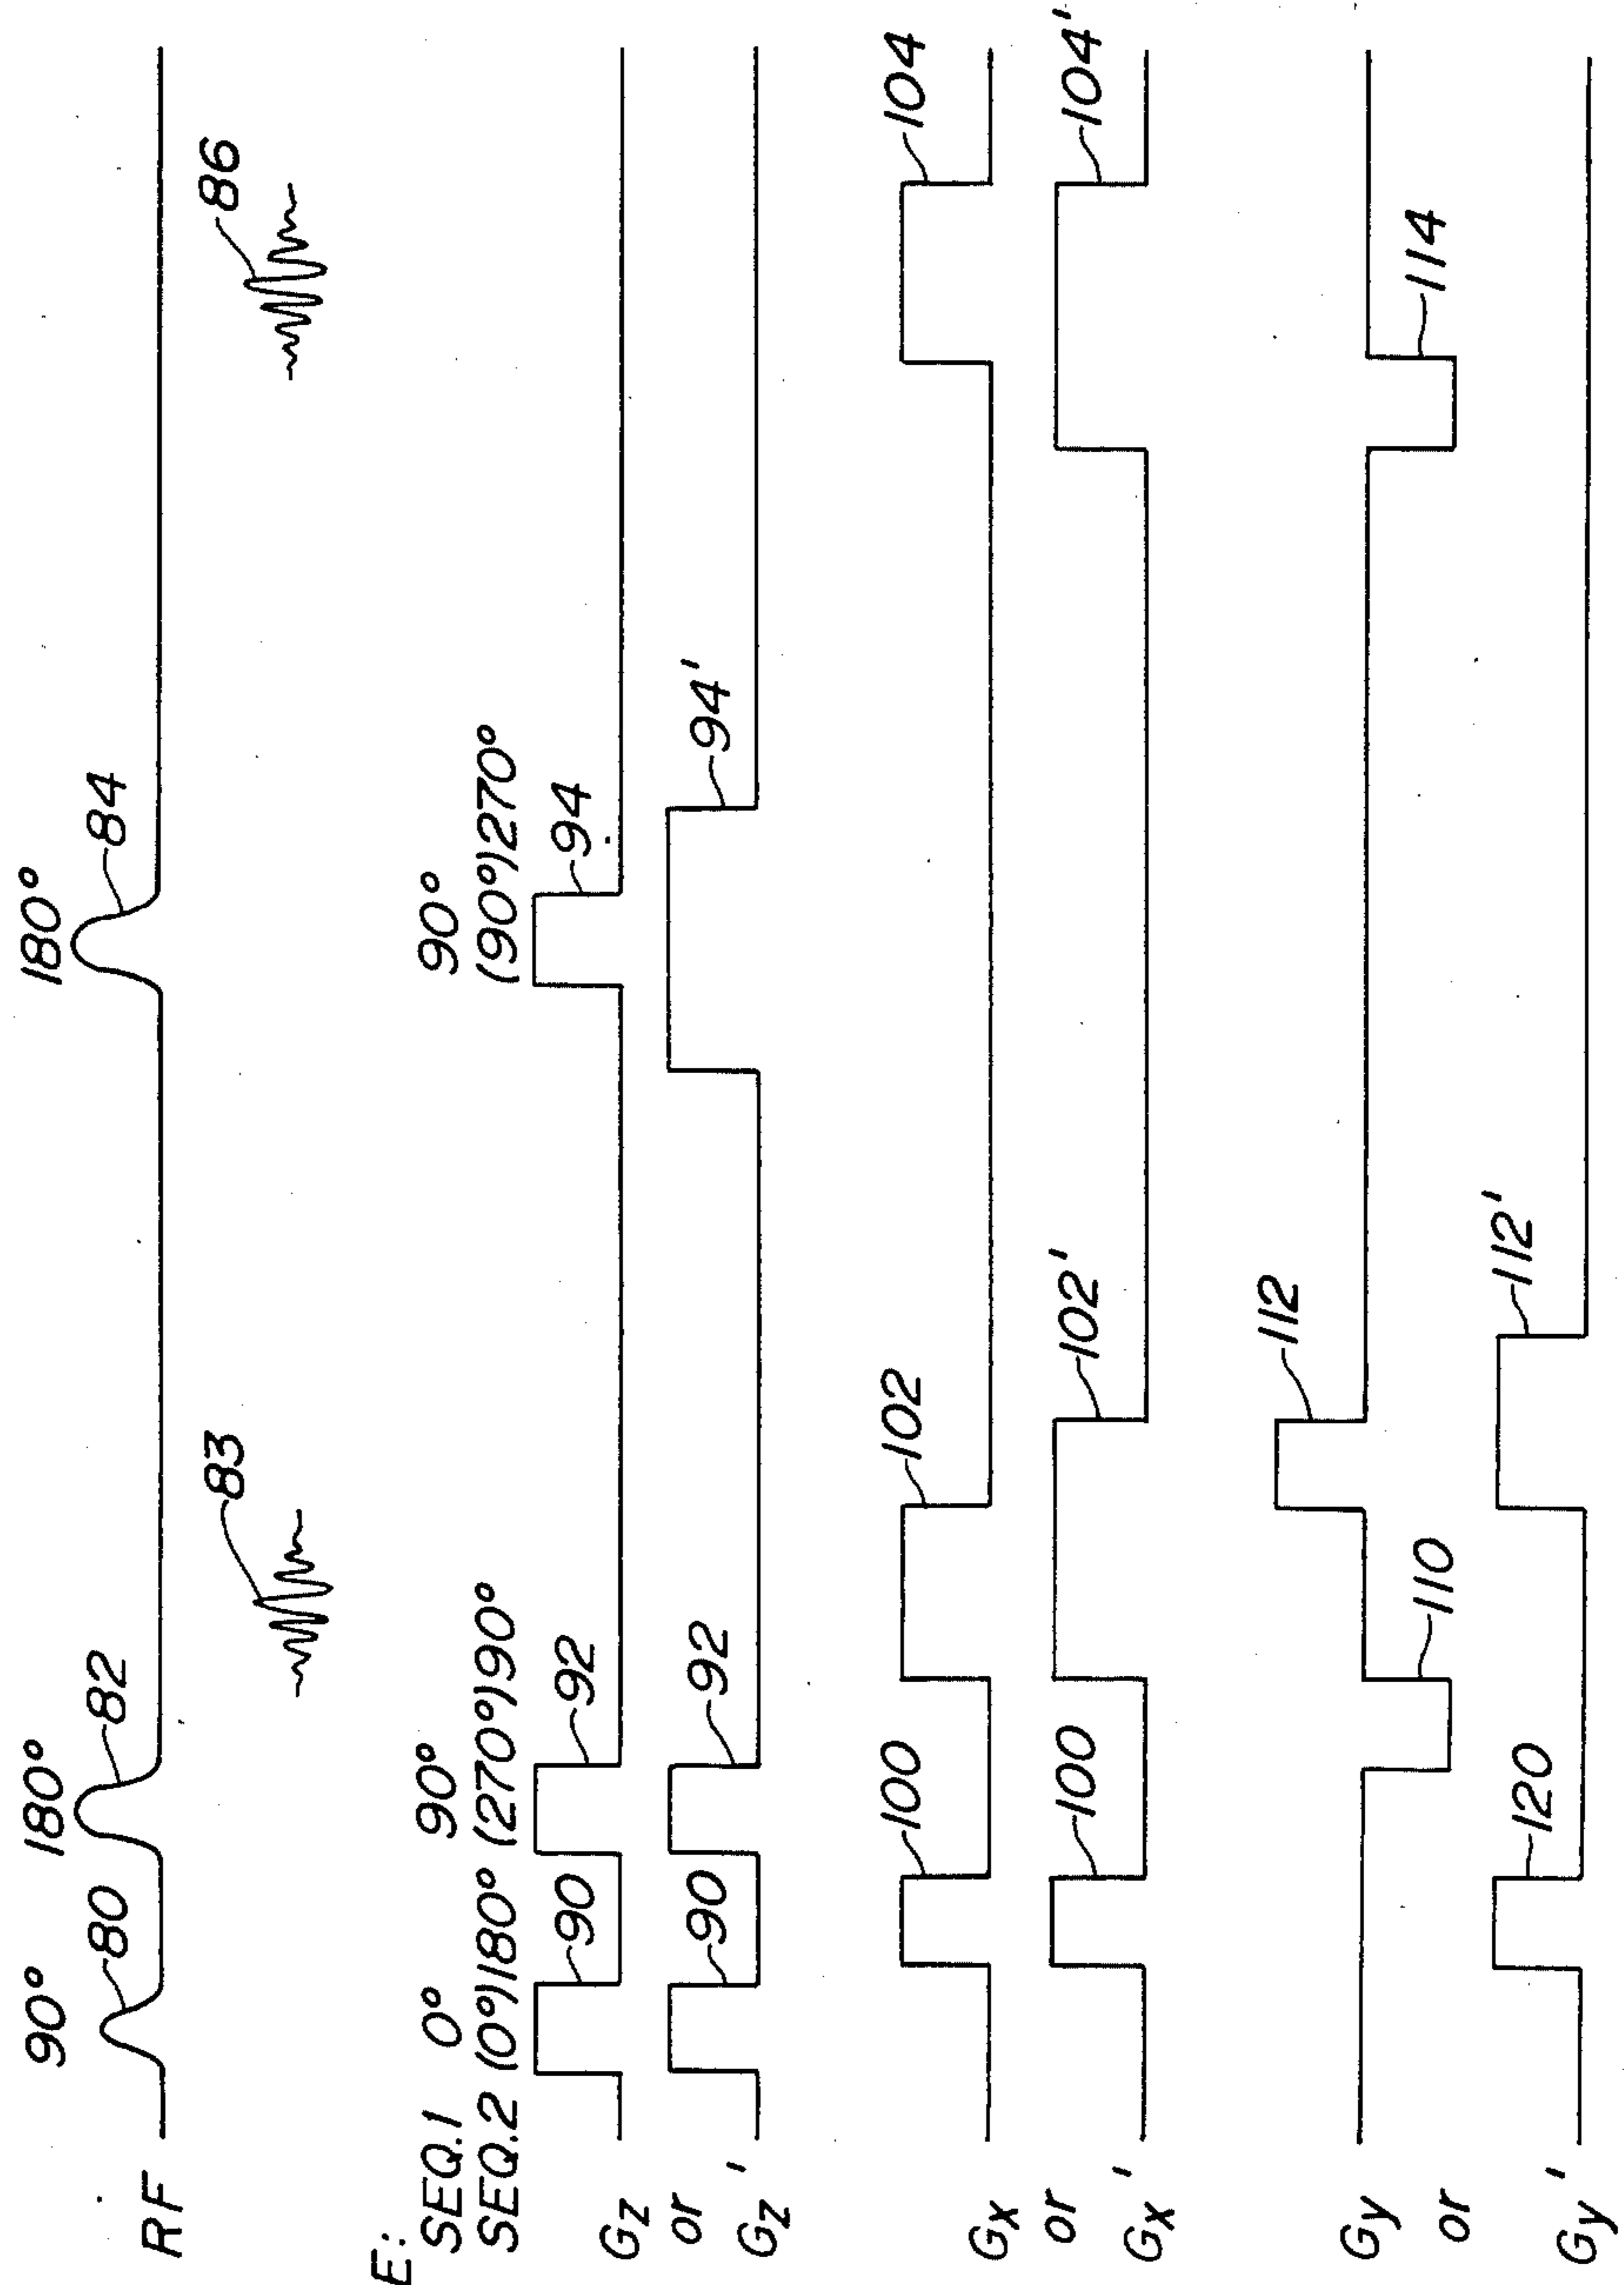 90° 180° 180°
80 82 84
RF
83 86
E:
SEQ.1 0° 90° 90°
SEQ.2 (0°)180° (270°)90° (90°)270°
90 92 94
Gz
or
90 92 94'
Gz'
100 102 104
Gx
or
100 102' 104'
Gx'
112
Gy
110 114
or
120 112'
Gy'